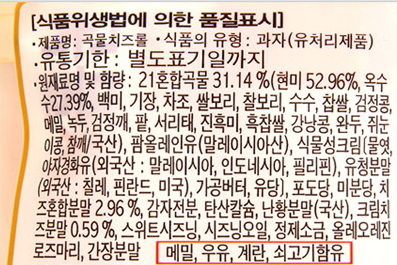 [식품위생법에 의한 품질표시]
• 제품명: 곡물치즈롤 • 식품의 유형 : 과자(유처리제품)
• 유통기한 : 별도표기일까지
• 원재료명 및 함량 : 21혼합곡물 31.14 %(현미 52.96%, 옥수
수27.39%, 백미, 기장, 차조, 쌀보리, 찰보리, 수수, 찹쌀, 검정콩,
메밀, 녹두, 검정깨, 팥, 서리태, 진흑미, 흑찹쌀, 강낭콩, 완두, 쥐눈
이콩, 참깨/국산), 팜올레인유(말레이시아산), 식물성크림(물엿,
야자경화유(외국산 : 말레이시아, 인도네시아, 필리핀), 유청분말
(외국산 : 칠레, 핀란드, 미국), 가공버터, 유당), 포도당, 미분당, 치
즈혼합분말 2.96 %, 감자전분, 탄산칼슘, 난황분말(국산), 크림치
즈분말 0.59 %, 스위트시즈닝, 시즈닝오일, 정제소금, 올레오레진
로즈마리, 간장분말 메밀, 우유, 계란, 쇠고기함유